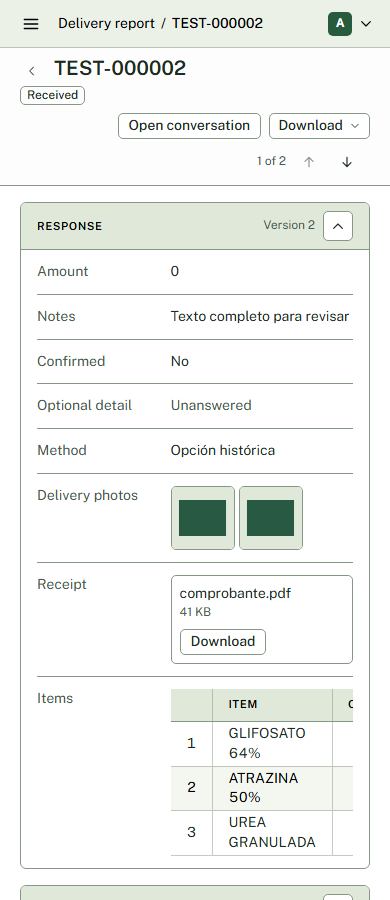 Delivery report / TEST-000002
A
TEST-000002
Received
Open conversation
Download
1 of 2
RESPONSE
Version 2
Amount
0
Notes
Texto completo para revisar
Confirmed
No
Optional detail
Unanswered
Method
Opción histórica
Delivery photos
Receipt
comprobante.pdf
41 KB
Download
Items
ITEM
1
GLIFOSATO
64%
2
ATRAZINA
50%
3
UREA
GRANULADA